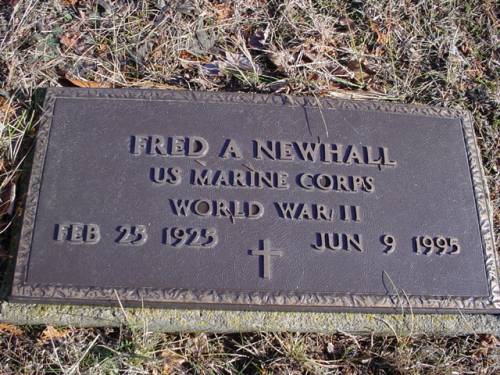 FRED A NEWHALL
US MARINE CORPS
WORLD WAR II
FEB 25 1925 JUN 9 1995